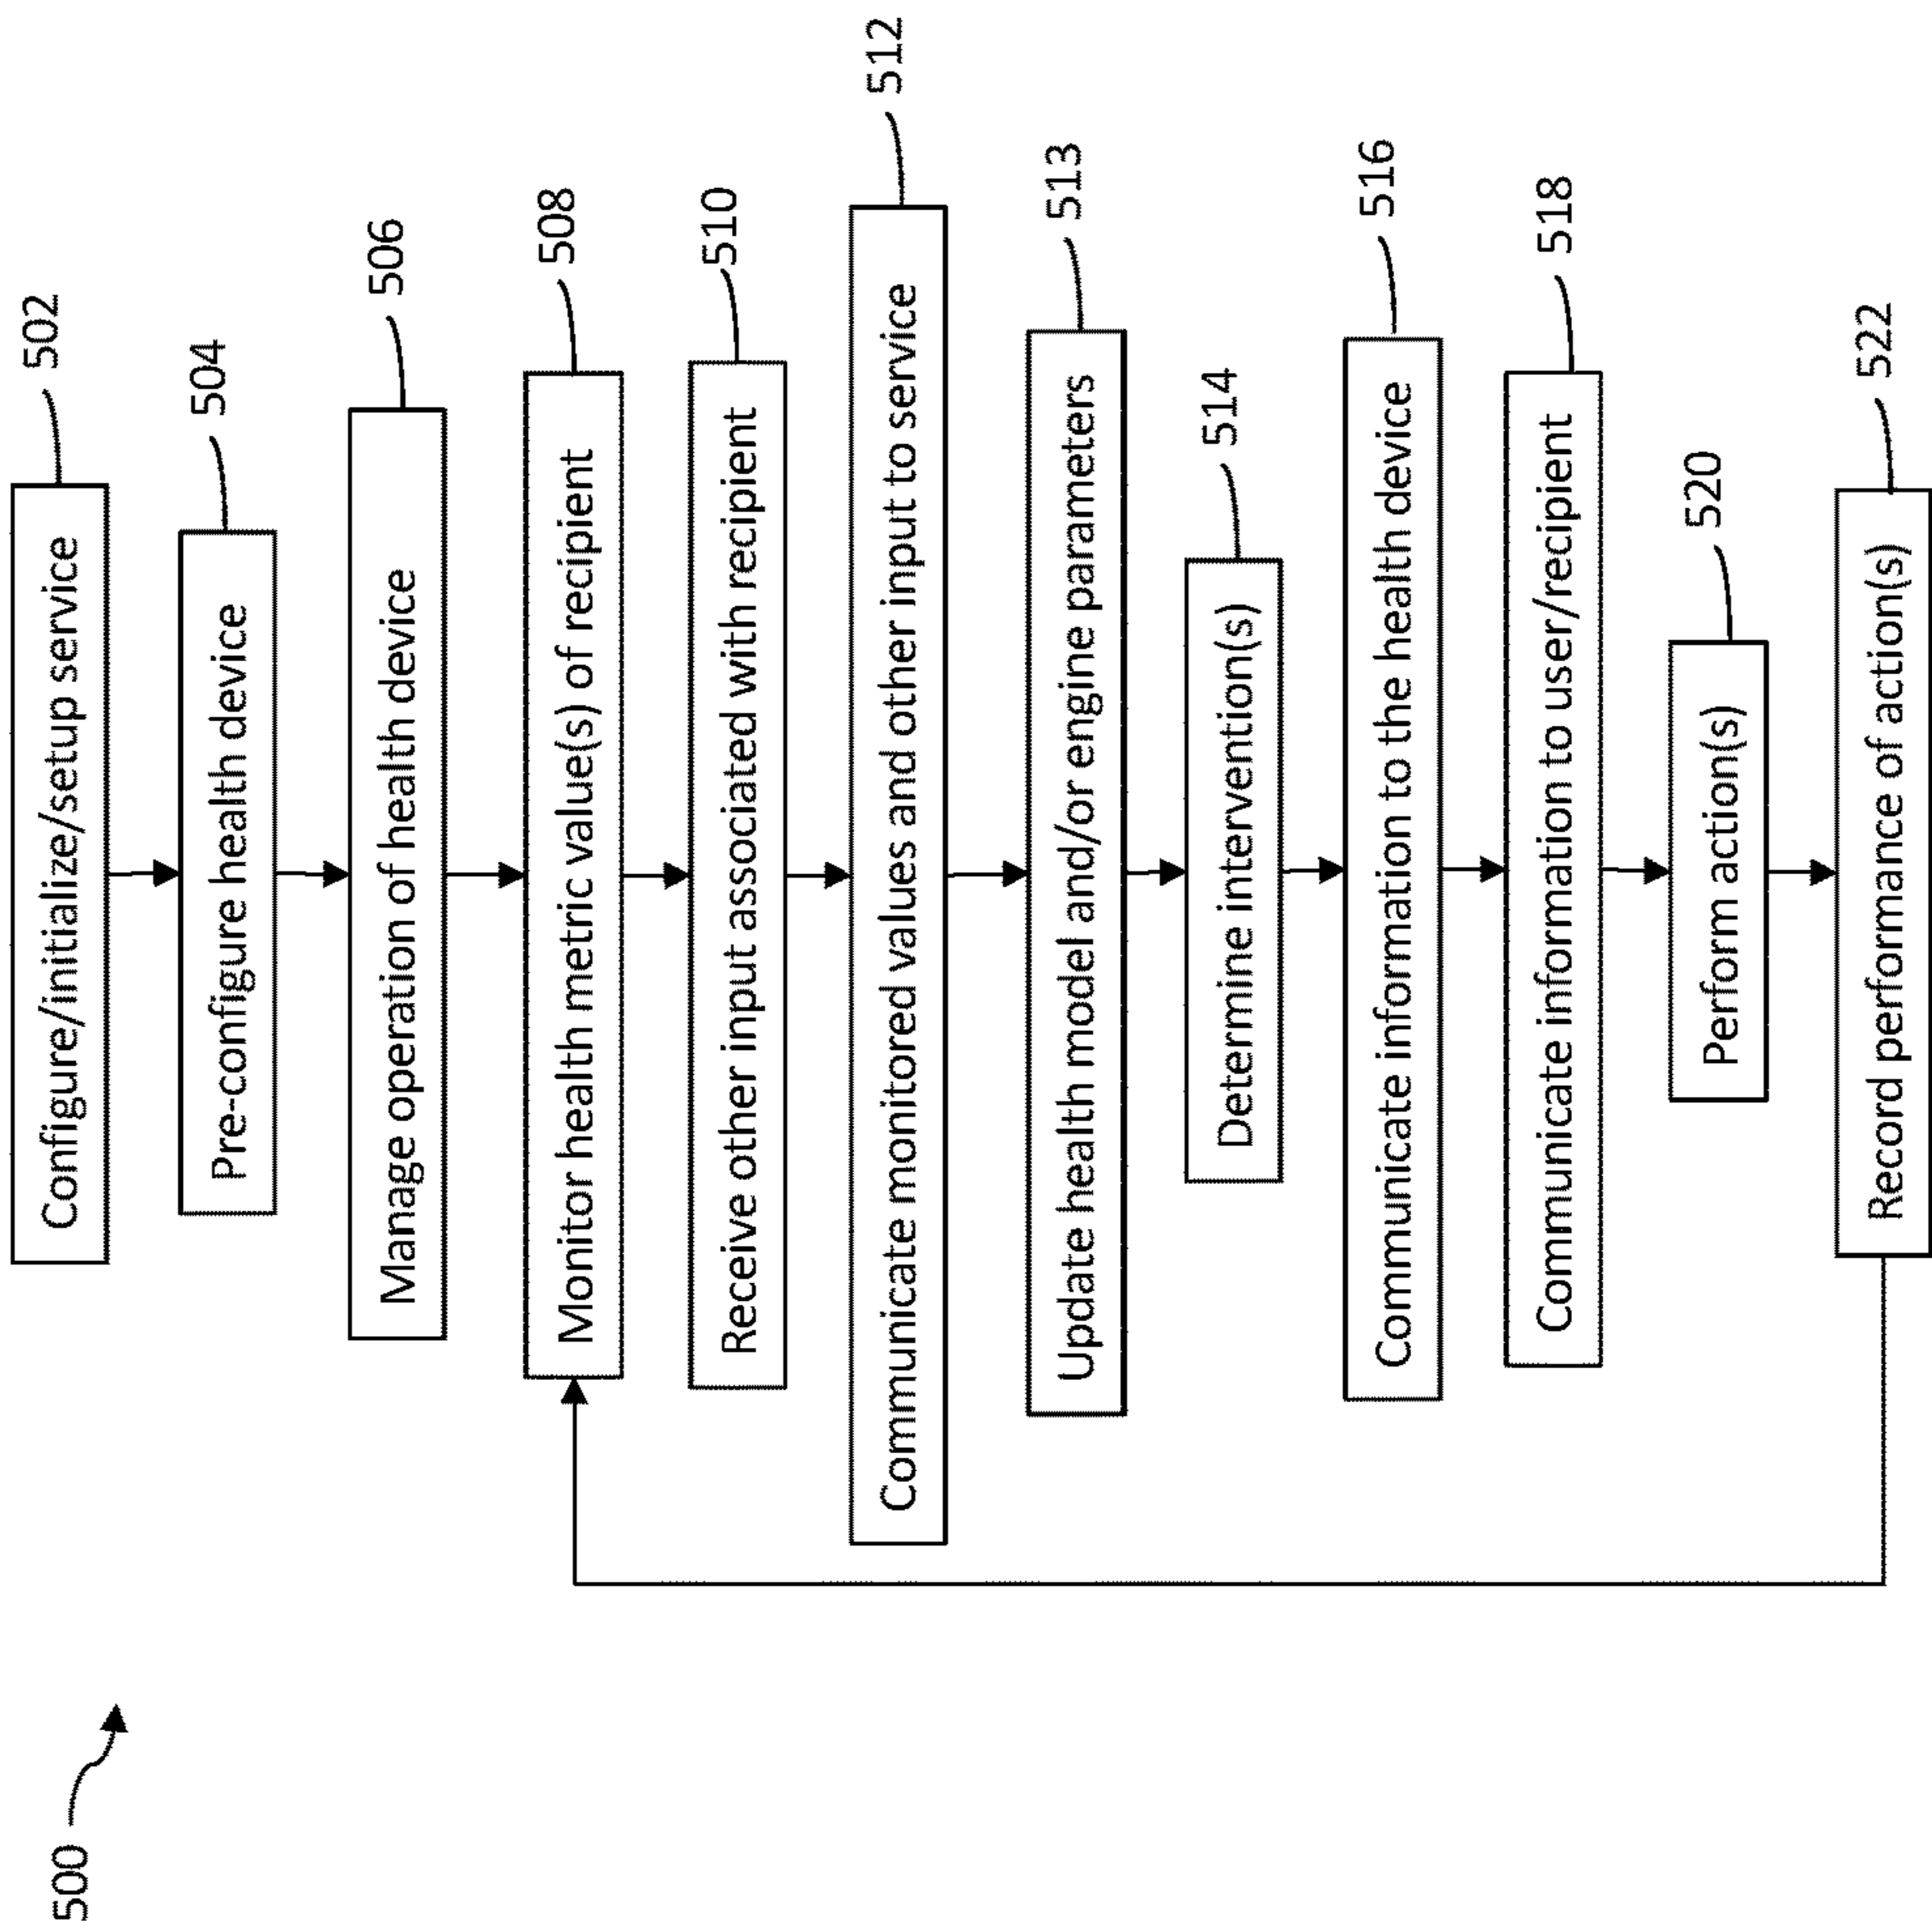 500
Configure/initialize/setup service
502
Pre-configure health device
504
Manage operation of health device
506
Monitor health metric value(s) of recipient
508
Receive other input associated with recipient
510
Communicate monitored values and other input to service
512
Update health model and/or engine parameters
513
Determine intervention(s)
514
Communicate information to the health device
516
Communicate information to user/recipient
518
Perform action(s)
520
Record performance of action(s)
522